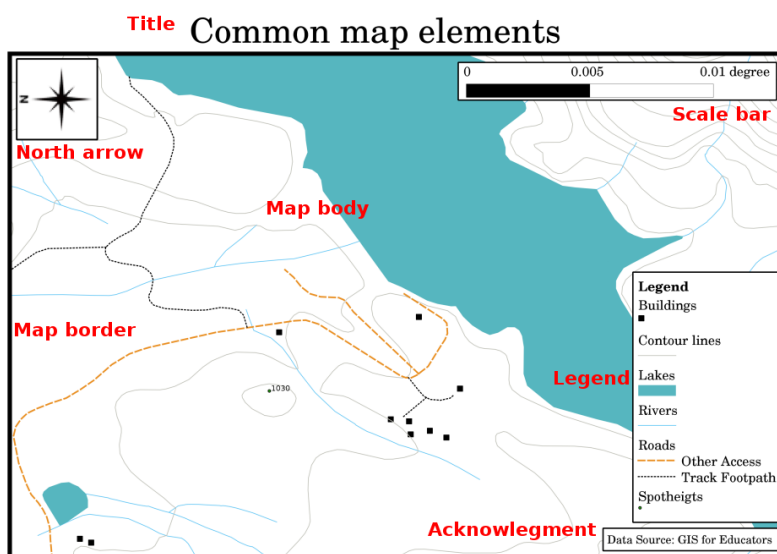 Title Common map elements
0 0.005 0.01 degree
Scale bar
N
North arrow
Map body
Map border
1030
Legend
Legend
Buildings
Contour lines
Lakes
Rivers
Roads
Other Access
Track Footpath
Spotheigts
Acknowlegment
Data Source: GIS for Educators